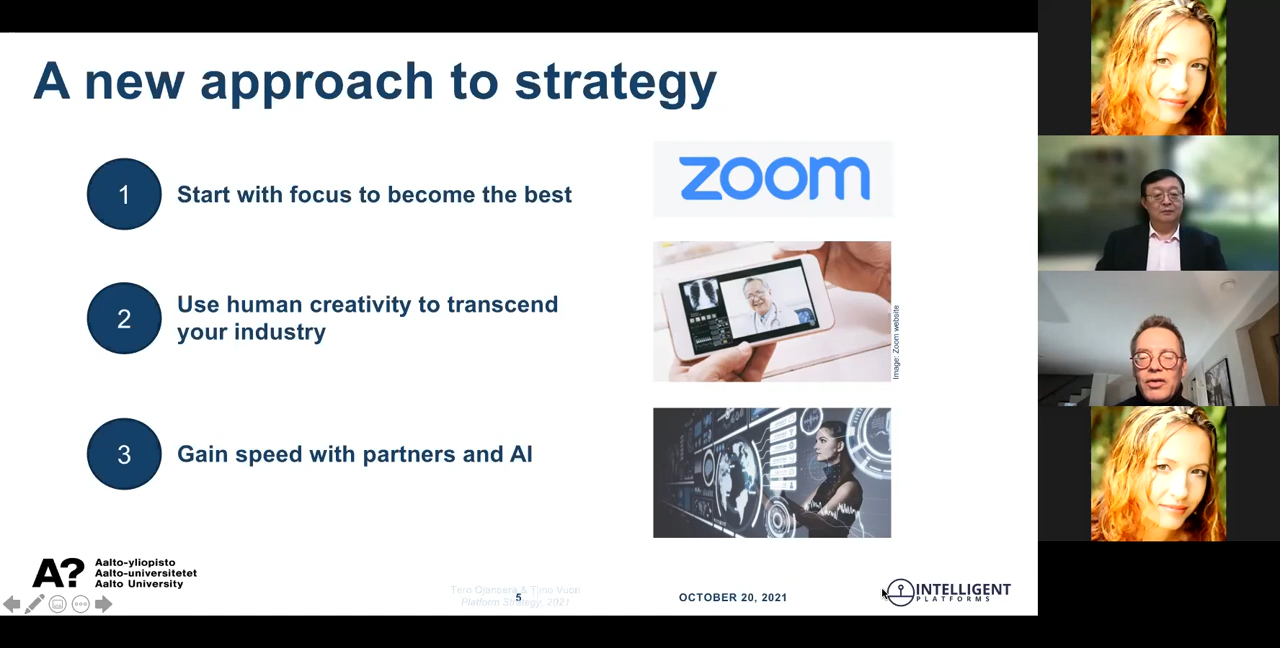 A new approach to strategy
1
Start with focus to become the best
zoom
2
Use human creativity to transcend
your industry
Image: Zoom website
3
Gain speed with partners and AI
A?
Aalto-yliopisto
Aalto-universitetet
Aalto University
Tero Ojanperä & Timo Vuori
Platform Strategy, 2021
5
OCTOBER 20, 2021
INTELLIGENT
PLATFORMS